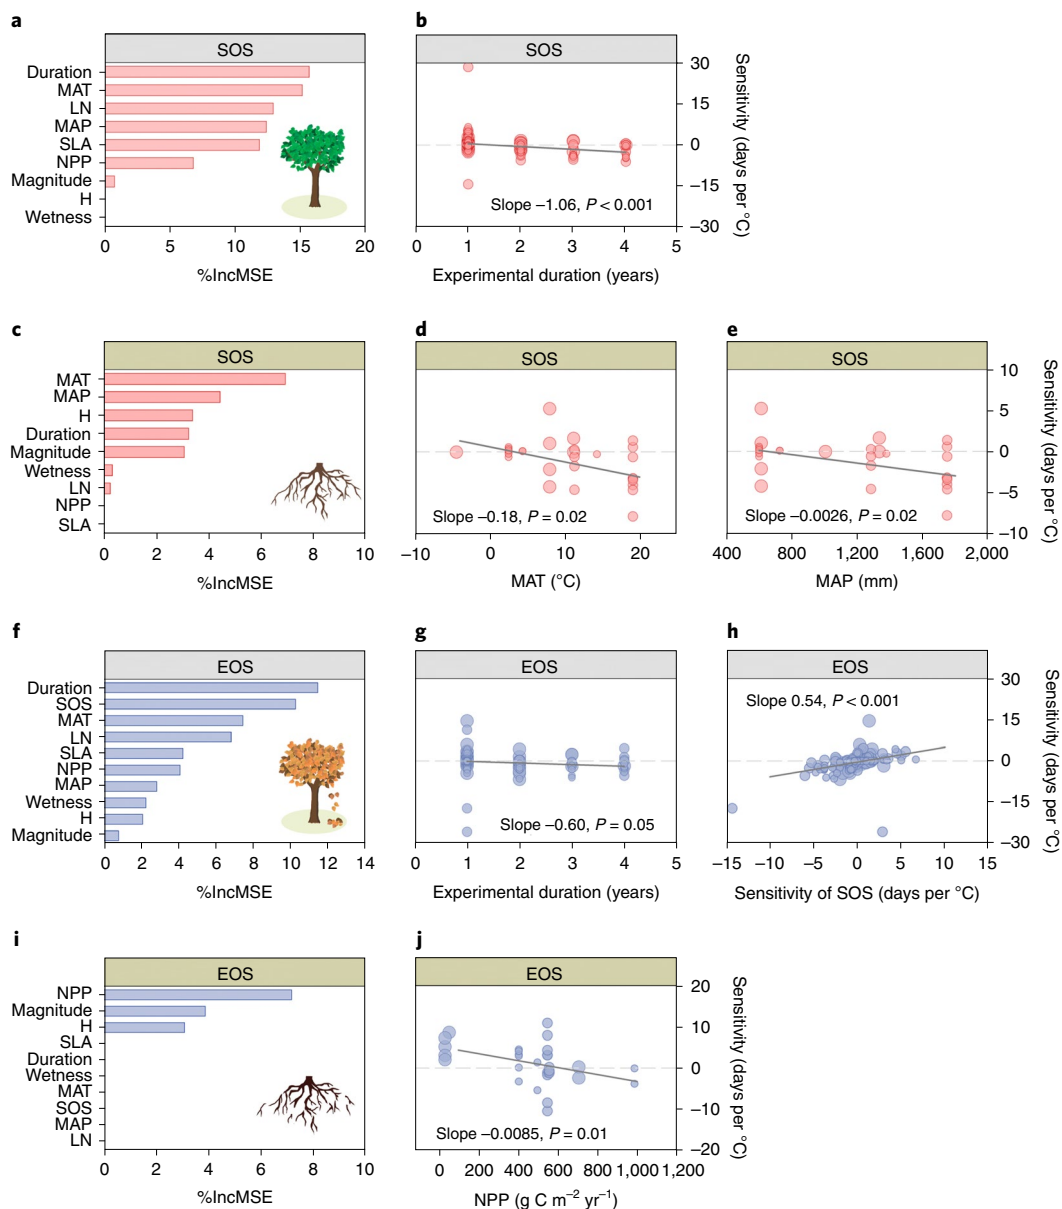 a
SOS
Duration
MAT
LN
MAP
SLA
NPP
Magnitude
H
Wetness
0 5 10 15 20
%IncMSE
b
SOS
30
15
0
–15
–30
Sensitivity (days per °C)
Slope –1.06, P < 0.001
0 1 2 3 4 5
Experimental duration (years)
c
SOS
MAT
MAP
H
Duration
Magnitude
Wetness
LN
NPP
SLA
0 2 4 6 8 10
%IncMSE
d
SOS
Slope –0.18, P = 0.02
–10 0 10 20
MAT (°C)
e
SOS
10
5
0
–5
–10
Sensitivity (days per °C)
Slope –0.0026, P = 0.02
400 800 1,200 1,600 2,000
MAP (mm)
f
EOS
Duration
SOS
MAT
LN
SLA
NPP
MAP
Wetness
H
Magnitude
0 2 4 6 8 10 12 14
%IncMSE
g
EOS
Slope –0.60, P = 0.05
0 1 2 3 4 5
Experimental duration (years)
h
EOS
Slope 0.54, P < 0.001
30
15
0
–15
–30
Sensitivity (days per °C)
–15 –10 –5 0 5 10 15
Sensitivity of SOS (days per °C)
i
EOS
NPP
Magnitude
H
SLA
Duration
Wetness
MAT
SOS
MAP
LN
0 2 4 6 8 10
%IncMSE
j
EOS
20
10
0
–10
–20
Sensitivity (days per °C)
Slope –0.0085, P = 0.01
0 200 400 600 800 1,000 1,200
NPP (g C m⁻² yr⁻¹)